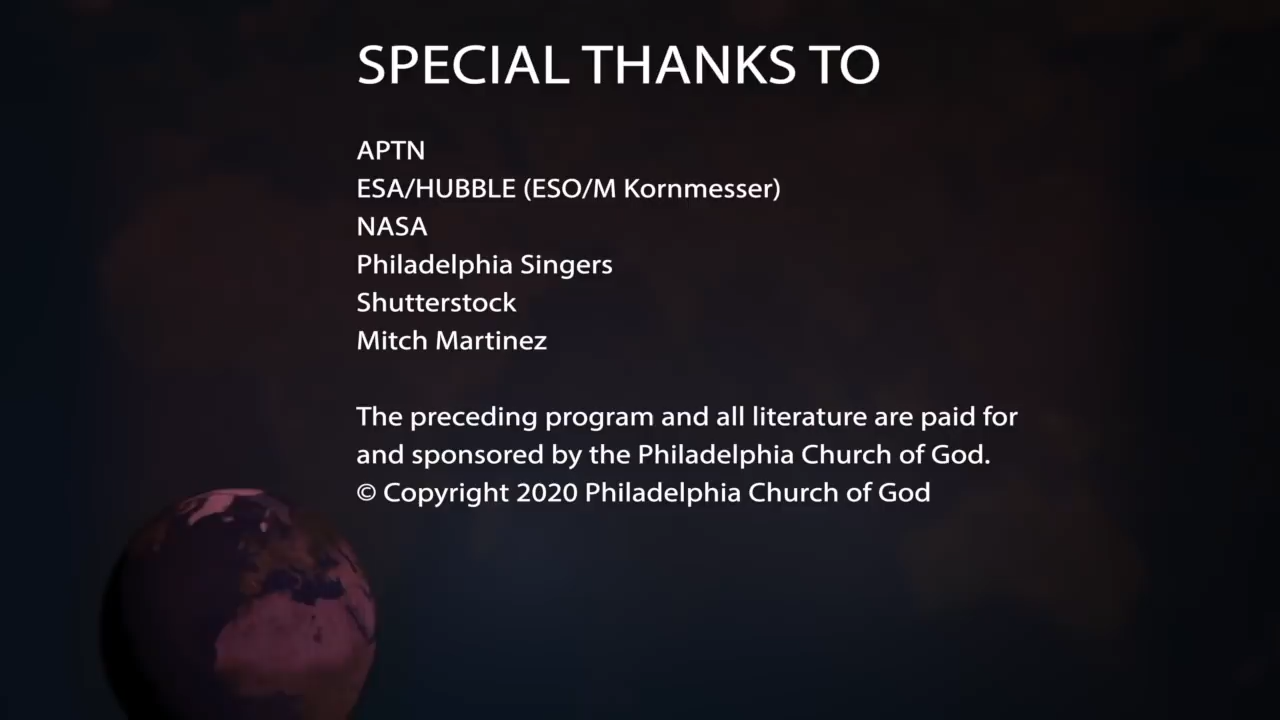 SPECIAL THANKS TO
APTN
ESA/HUBBLE (ESO/M Kornmesser)
NASA
Philadelphia Singers
Shutterstock
Mitch Martinez
The preceding program and all literature are paid for
and sponsored by the Philadelphia Church of God.
© Copyright 2020 Philadelphia Church of God